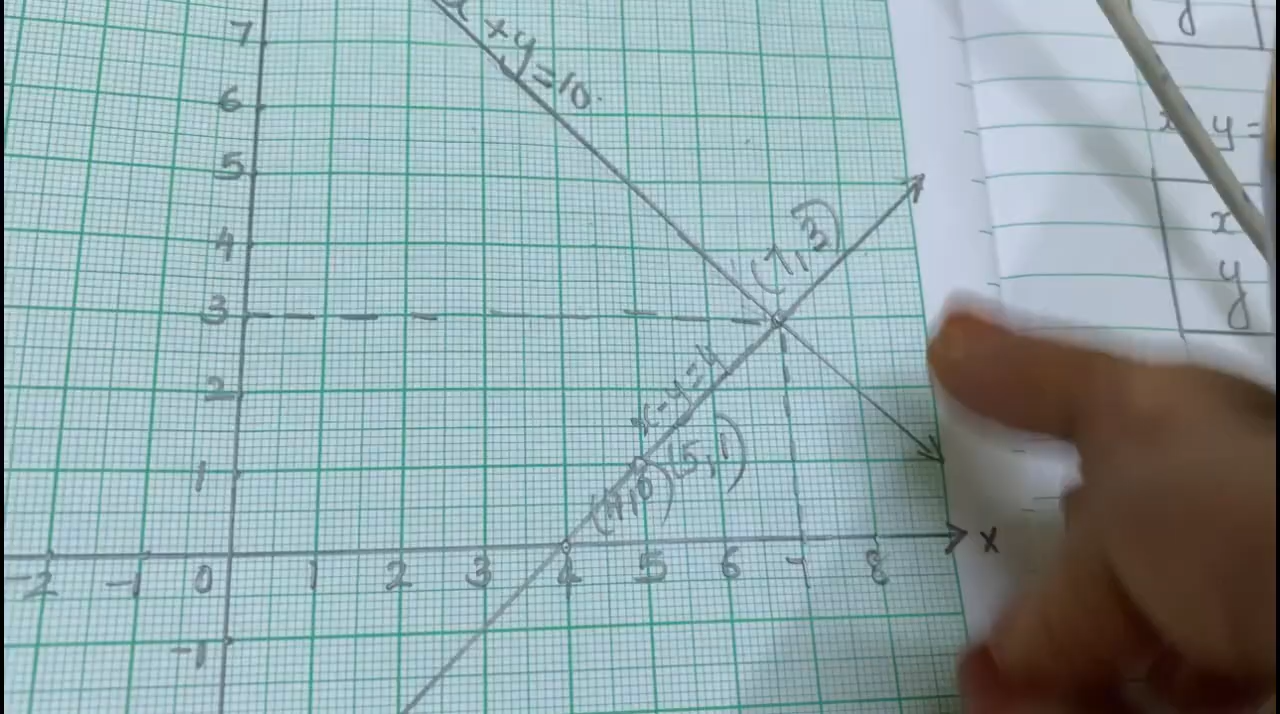 7
x+y=10.
6
5
4
(7,3)
3
2
x-y=4
1
(5,1)
(4,0)
x
-2 -1 0 1 2 3 4 5 6 7 8
-1
y
y =
x
y